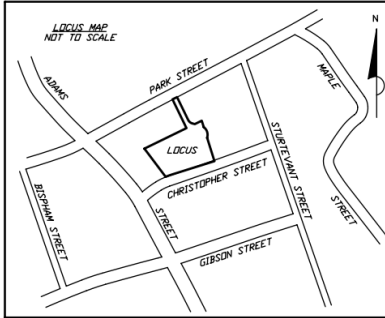 LOCUS MAP
NOT TO SCALE
N
ADAMS
PARK STREET
MAPLE
LOCUS
STURTEVANT STREET
BISPHAM STREET
CHRISTOPHER STREET
STREET
STREET
GIBSON STREET